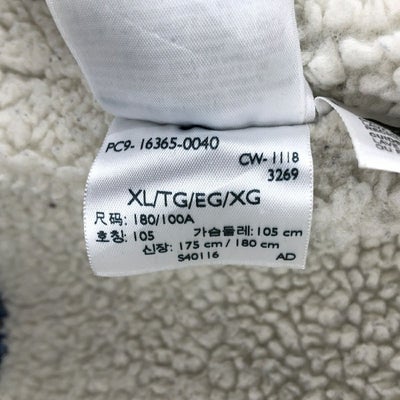 PC9-16365-0040
CW-1118
3269
XL/TG/EG/XG
尺码: 180/100A
호칭: 105 가슴둘레: 105 cm
신장: 175 cm / 180 cm
S40116 AD